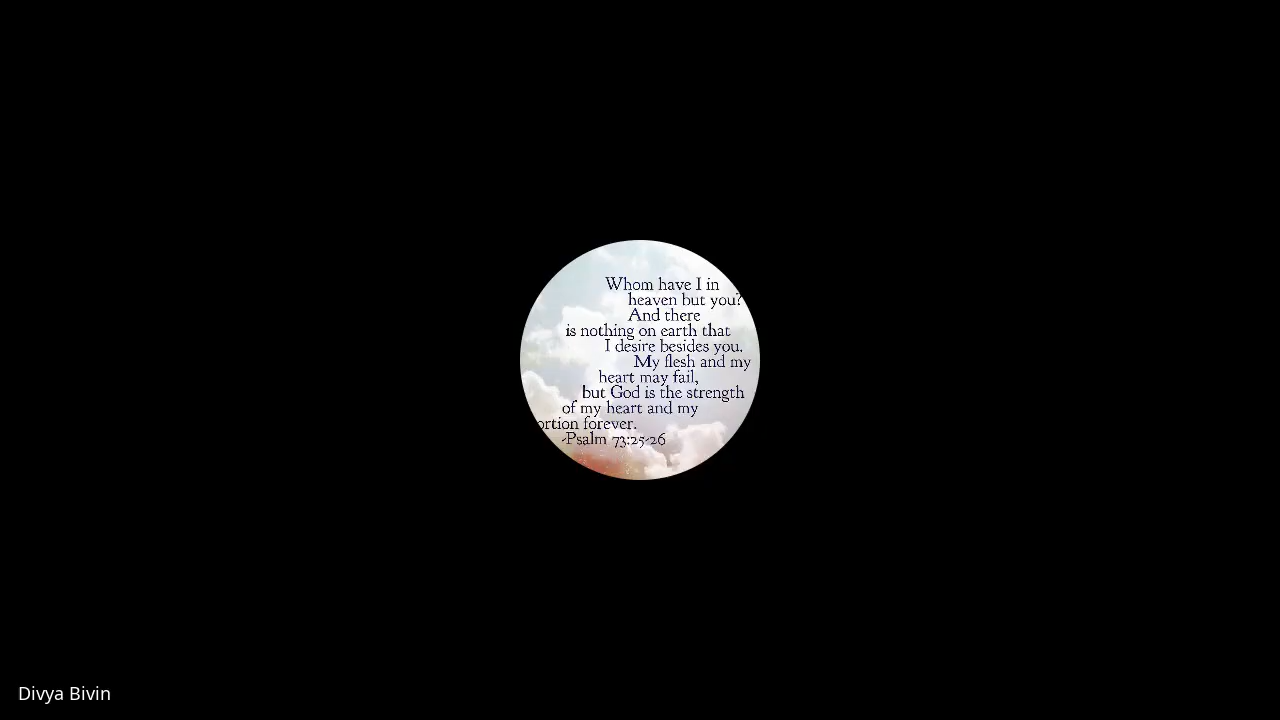 Whom have I in
heaven but you?
And there
is nothing on earth that
I desire besides you.
My flesh and my
heart may fail,
but God is the strength
of my heart and my
ortion forever.
-Psalm 73:25-26
Divya Bivin